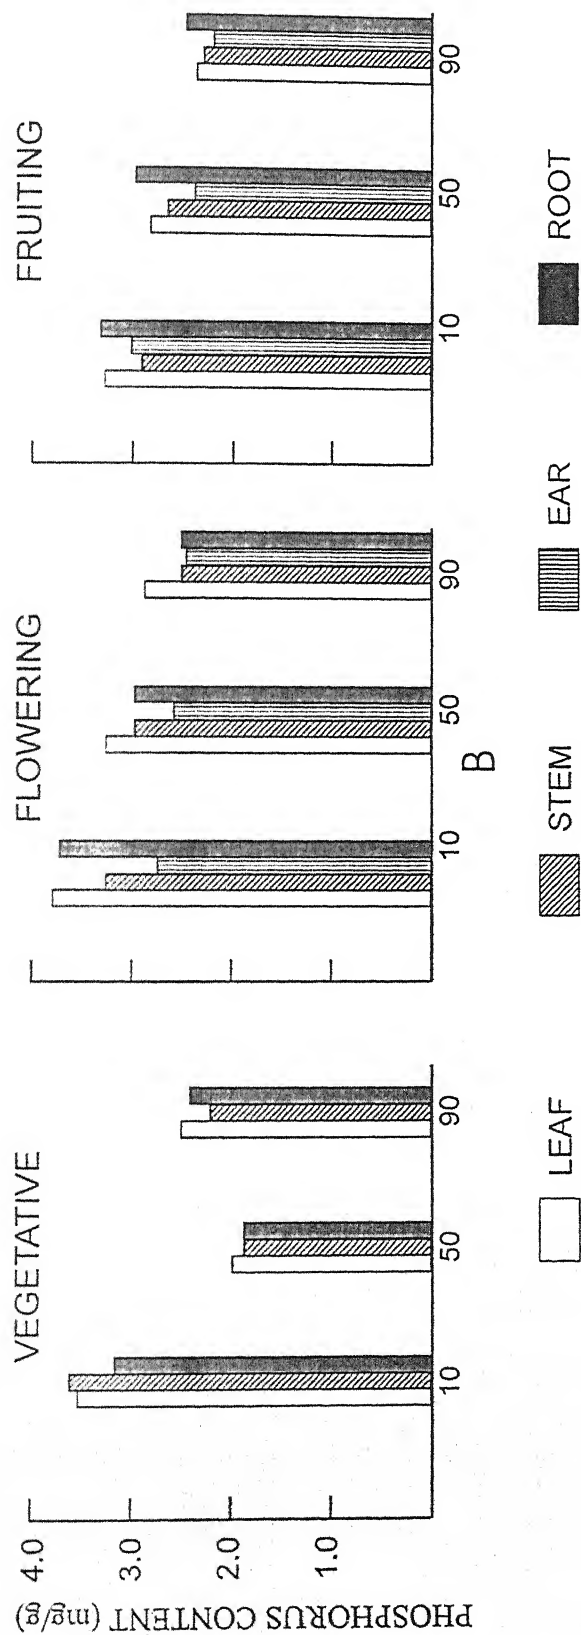 VEGETATIVE FLOWERING FRUITING
PHOSPHORUS CONTENT (mg/g)
4.0
3.0
2.0
1.0
10 50 90 10 50 90 10 50 90
B
LEAF STEM EAR ROOT